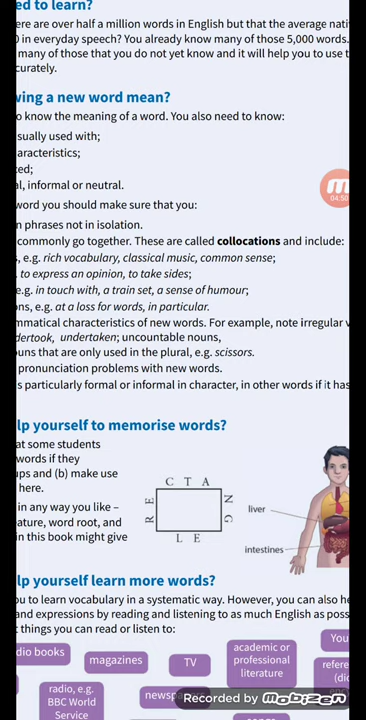 ed to learn?
ere are over half a million words in English but that the average nati
0 in everyday speech? You already know many of those 5,000 words.
many of those that you do not yet know and it will help you to use t
curately.
wing a new word mean?
o know the meaning of a word. You also need to know:
sually used with;
aracteristics;
ced;
al, informal or neutral.
word you should make sure that you:
n phrases not in isolation.
commonly go together. These are called collocations and include:
s, e.g. rich vocabulary, classical music, common sense;
. to express an opinion, to take sides;
e.g. in touch with, a train set, a sense of humour;
ons, e.g. at a loss for words, in particular.
mmatical characteristics of new words. For example, note irregular v
dertook, undertaken; uncountable nouns,
ouns that are only used in the plural, e.g. scissors.
pronunciation problems with new words.
s particularly formal or informal in character, in other words if it has
04:50
lp yourself to memorise words?
at some students
words if they
ups and (b) make use
here.
in any way you like –
ature, word root, and
in this book might give
C T A
R E
N G
L E
liver
intestines
lp yourself learn more words?
ou to learn vocabulary in a systematic way. However, you can also he
and expressions by reading and listening to as much English as poss
t things you can read or listen to:
dio books
magazines
TV
academic or
professional
literature
You
refere
(dic
radio, e.g.
BBC World
Service
newspa
Recorded by mobizen